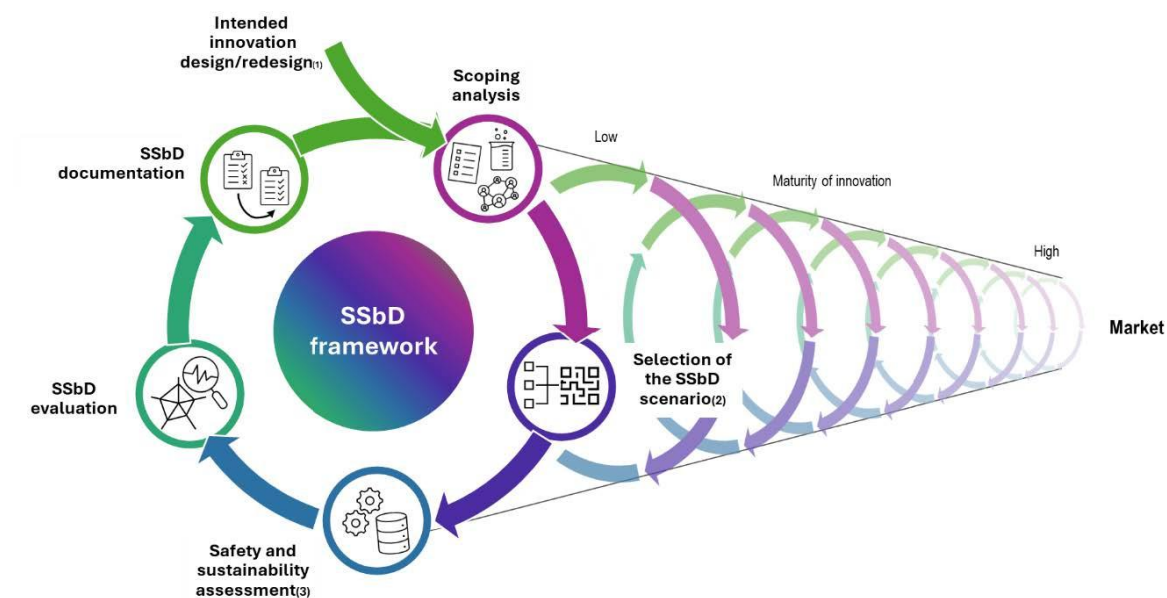 Intended
innovation
design/redesign(1)
Scoping
analysis
Low
SSbD
documentation
Maturity of innovation
High
SSbD
framework
Market
Selection of
the SSbD
scenario(2)
SSbD
evaluation
Safety and
sustainability
assessment(3)